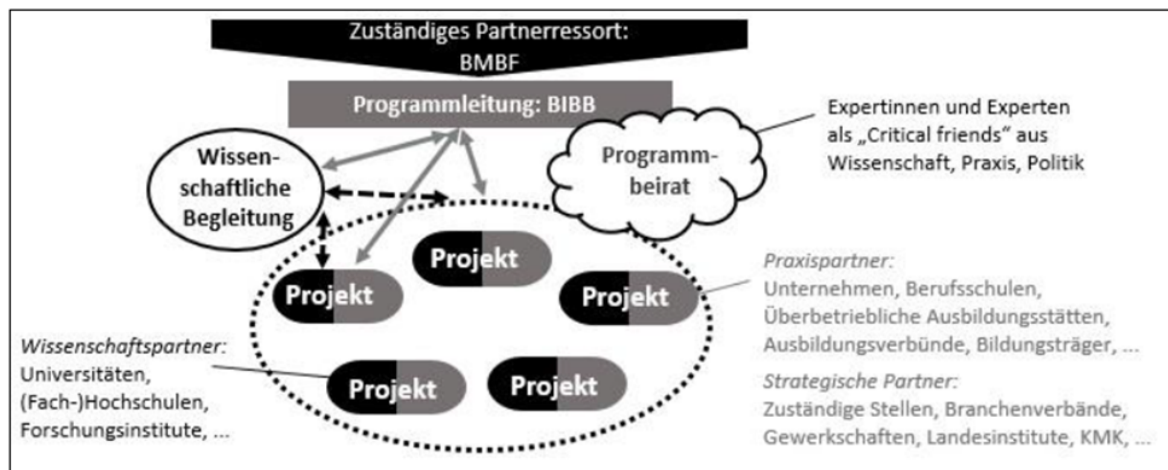 Zuständiges Partnerressort:
BMBF
Programmleitung: BIBB
Expertinnen und Experten
als „Critical friends“ aus
Wissenschaft, Praxis, Politik
Programm-
beirat
Wissen-
schaftliche
Begleitung
Projekt
Projekt
Projekt
Projekt
Projekt
Praxispartner:
Unternehmen, Berufsschulen,
Überbetriebliche Ausbildungsstätten,
Ausbildungsverbünde, Bildungsträger, ...
Wissenschaftspartner:
Universitäten,
(Fach-)Hochschulen,
Forschungsinstitute, ...
Strategische Partner:
Zuständige Stellen, Branchenverbände,
Gewerkschaften, Landesinstitute, KMK, ...